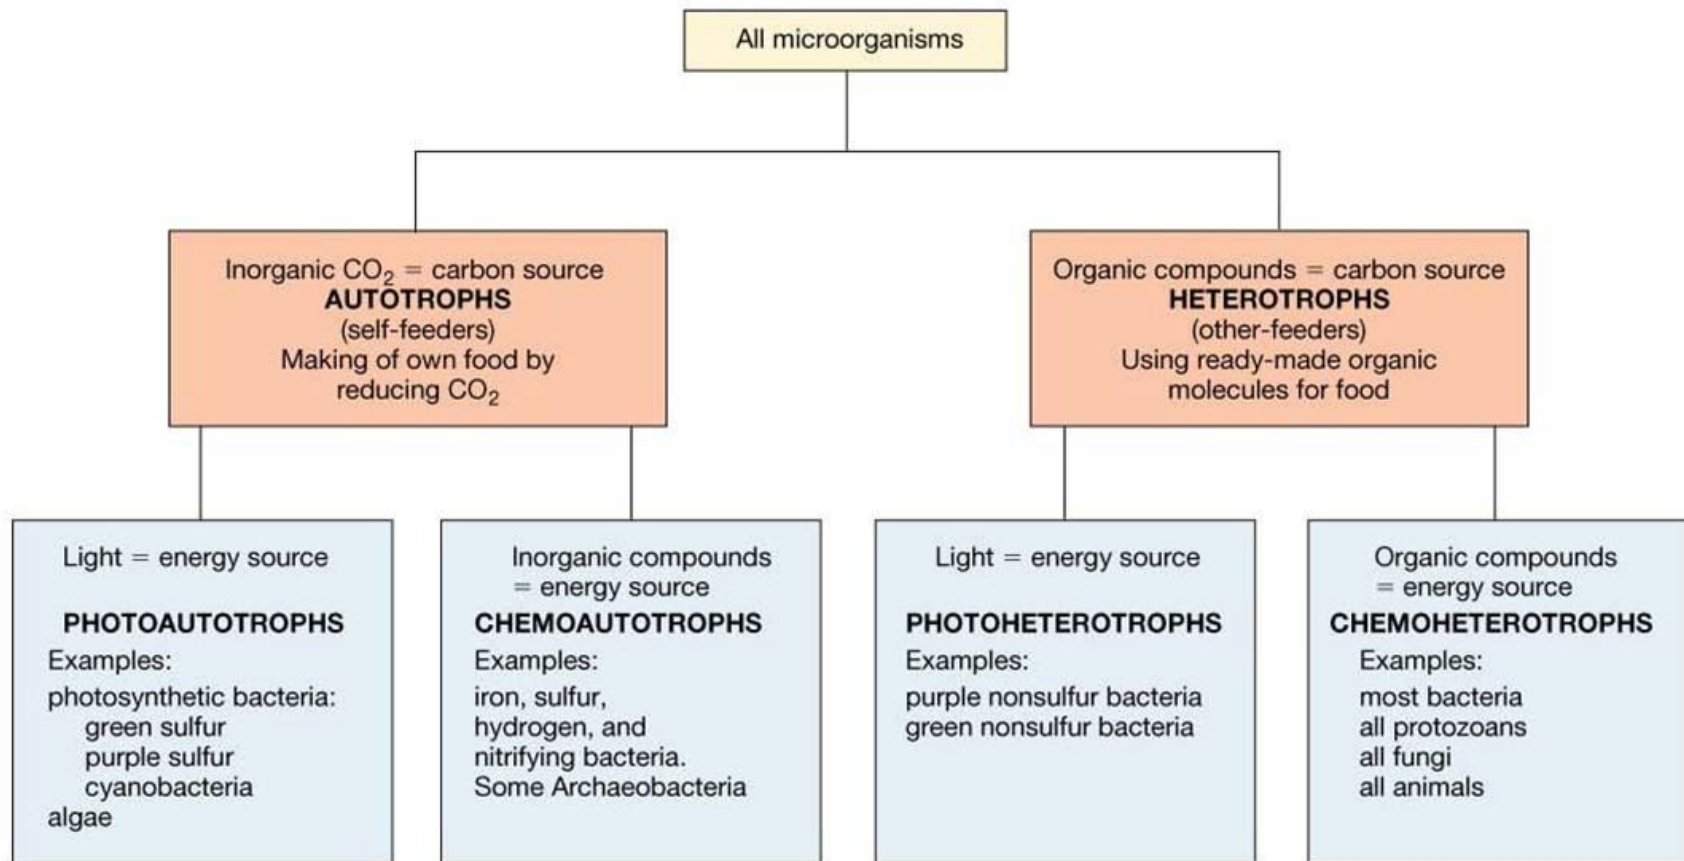 All microorganisms
Inorganic CO₂ = carbon source
AUTOTROPHS
(self-feeders)
Making of own food by
reducing CO₂
Organic compounds = carbon source
HETEROTROPHS
(other-feeders)
Using ready-made organic
molecules for food
Light = energy source
PHOTOAUTOTROPHS
Examples:
photosynthetic bacteria:
green sulfur
purple sulfur
cyanobacteria
algae
Inorganic compounds
= energy source
CHEMOAUTOTROPHS
Examples:
iron, sulfur,
hydrogen, and
nitrifying bacteria.
Some Archaeobacteria
Light = energy source
PHOTOHETEROTROPHS
Examples:
purple nonsulfur bacteria
green nonsulfur bacteria
Organic compounds
= energy source
CHEMOHETEROTROPHS
Examples:
most bacteria
all protozoans
all fungi
all animals